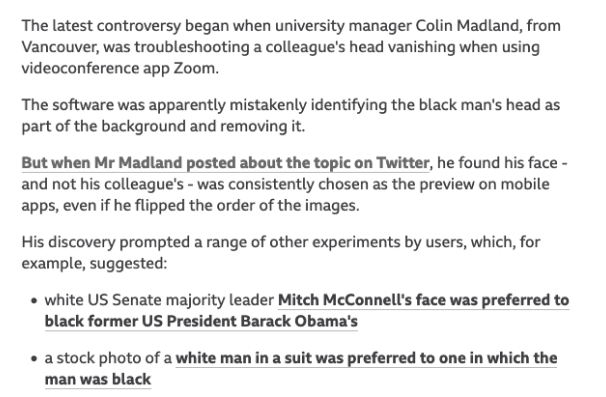 The latest controversy began when university manager Colin Madland, from
Vancouver, was troubleshooting a colleague's head vanishing when using
videoconference app Zoom.
The software was apparently mistakenly identifying the black man's head as
part of the background and removing it.
But when Mr Madland posted about the topic on Twitter, he found his face -
and not his colleague's - was consistently chosen as the preview on mobile
apps, even if he flipped the order of the images.
His discovery prompted a range of other experiments by users, which, for
example, suggested:
• white US Senate majority leader Mitch McConnell's face was preferred to
black former US President Barack Obama's
• a stock photo of a white man in a suit was preferred to one in which the
man was black